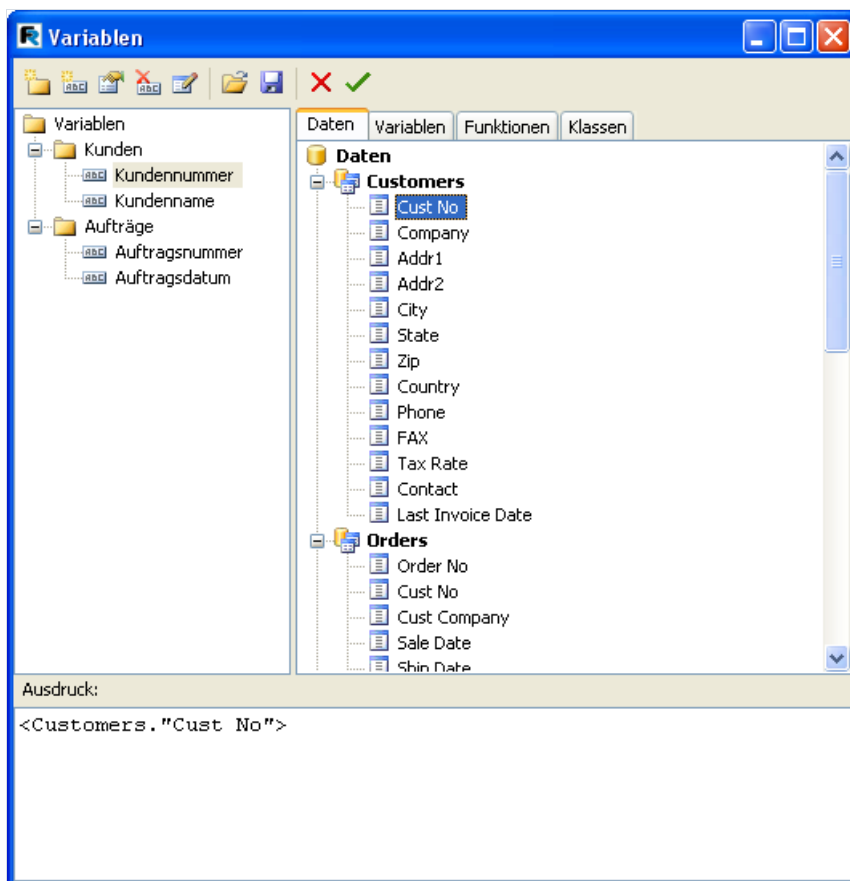 Variablen
Variablen
Kunden
Kundennummer
Kundenname
Aufträge
Auftragsnummer
Auftragsdatum
Daten Variablen Funktionen Klassen
Daten
Customers
Cust No
Company
Addr1
Addr2
City
State
Zip
Country
Phone
FAX
Tax Rate
Contact
Last Invoice Date
Orders
Order No
Cust No
Cust Company
Sale Date
Ship Date
Ausdruck:
<Customers."Cust No">